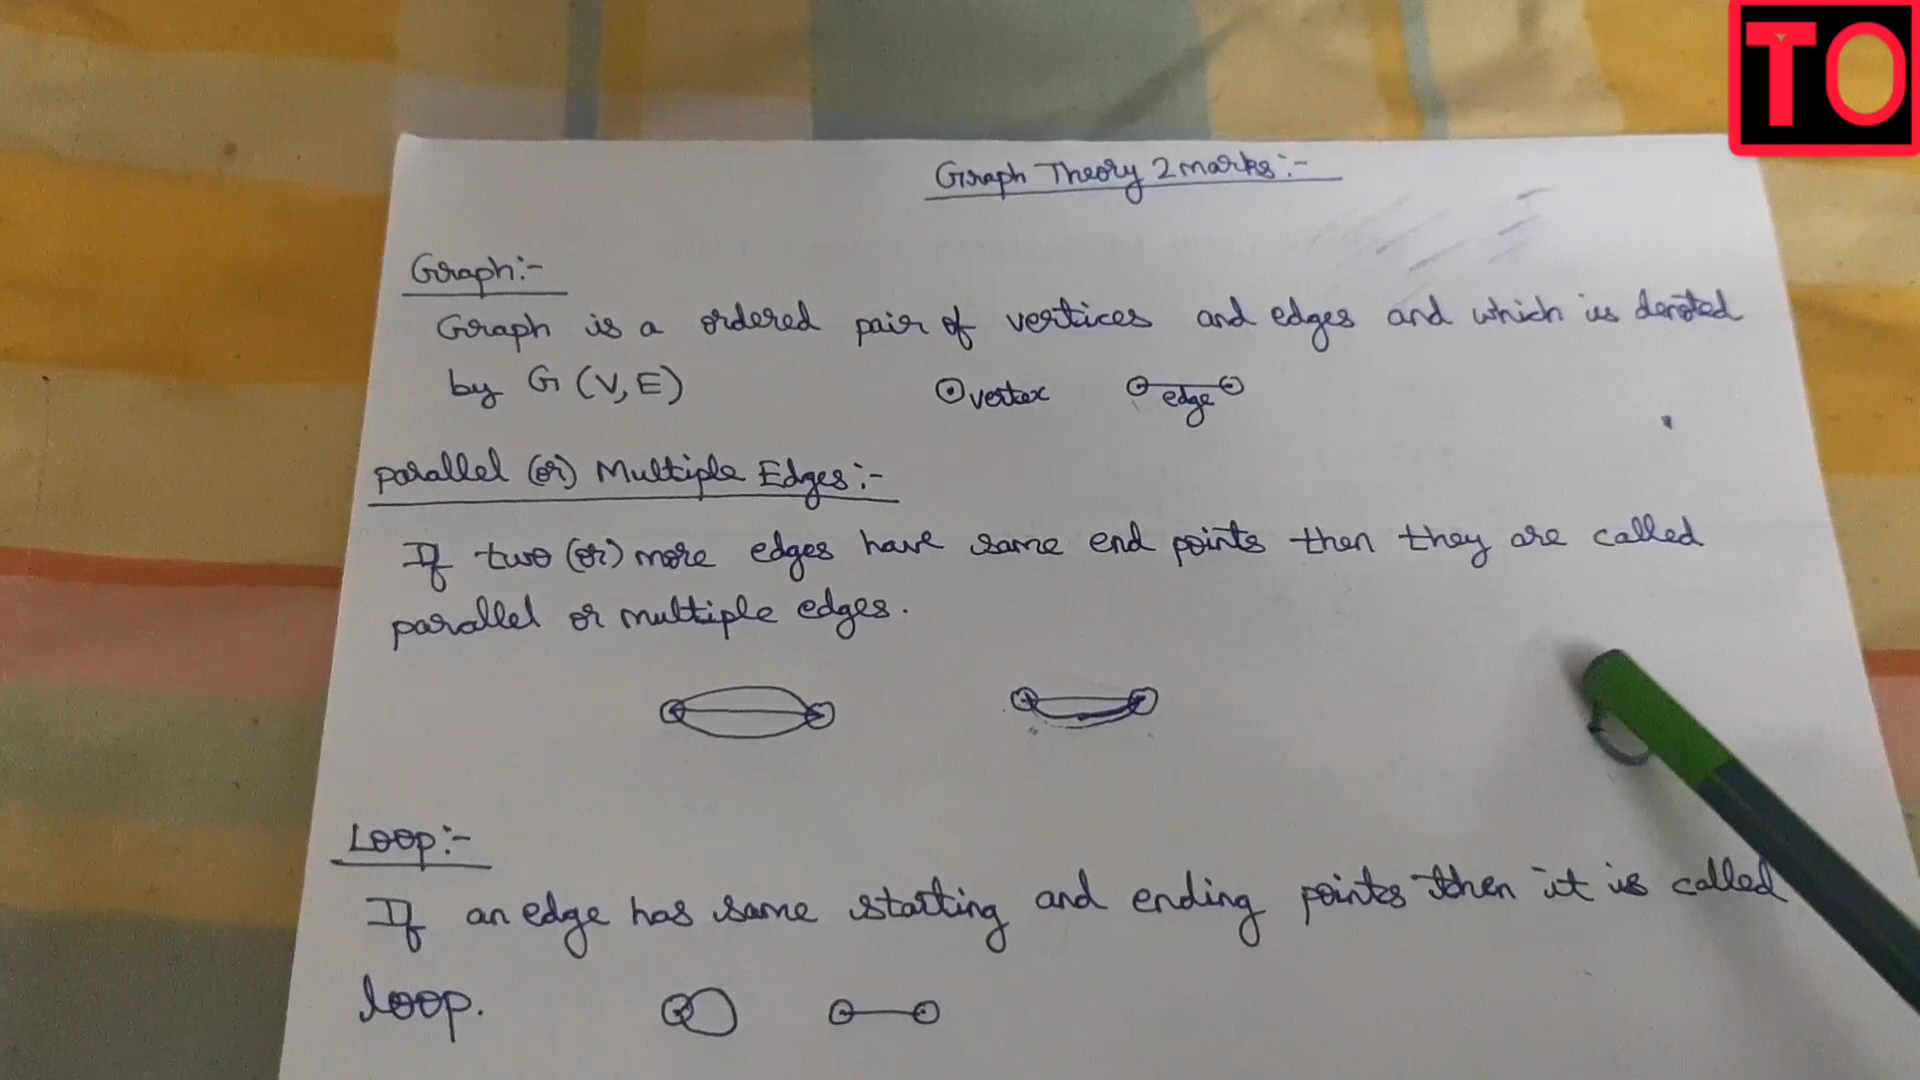 TO
Graph Theory 2 marks:-
Graph:-
Graph is a ordered pair of vertices and edges and which is denoted
by G (V, E) vertex edge
parallel (or) Multiple Edges:-
If two (or) more edges have same end points then they are called
parallel or multiple edges.
Loop:-
If an edge has same starting and ending points then it is called
loop.